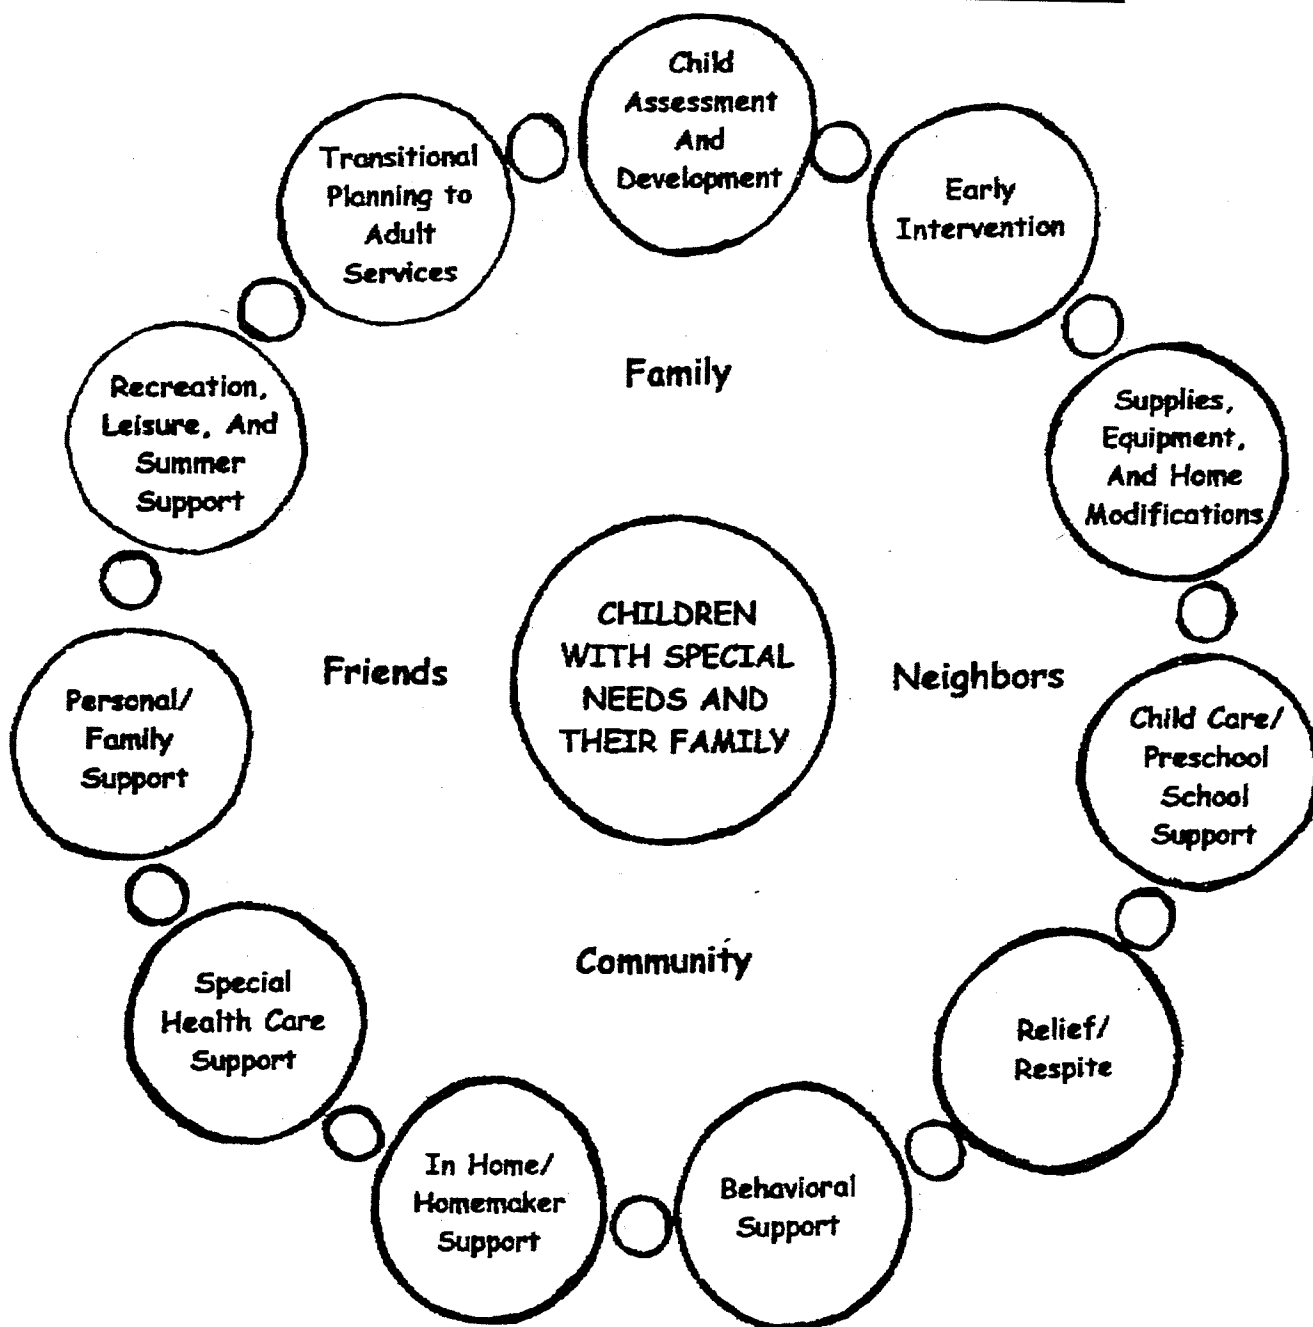 Child
Assessment
And
Development
Early
Intervention
Supplies,
Equipment,
And Home
Modifications
Child Care/
Preschool
School
Support
Relief/
Respite
Behavioral
Support
In Home/
Homemaker
Support
Special
Health Care
Support
Personal/
Family
Support
Recreation,
Leisure, And
Summer
Support
Transitional
Planning to
Adult
Services
Family
Friends
Neighbors
Community
CHILDREN
WITH SPECIAL
NEEDS AND
THEIR FAMILY